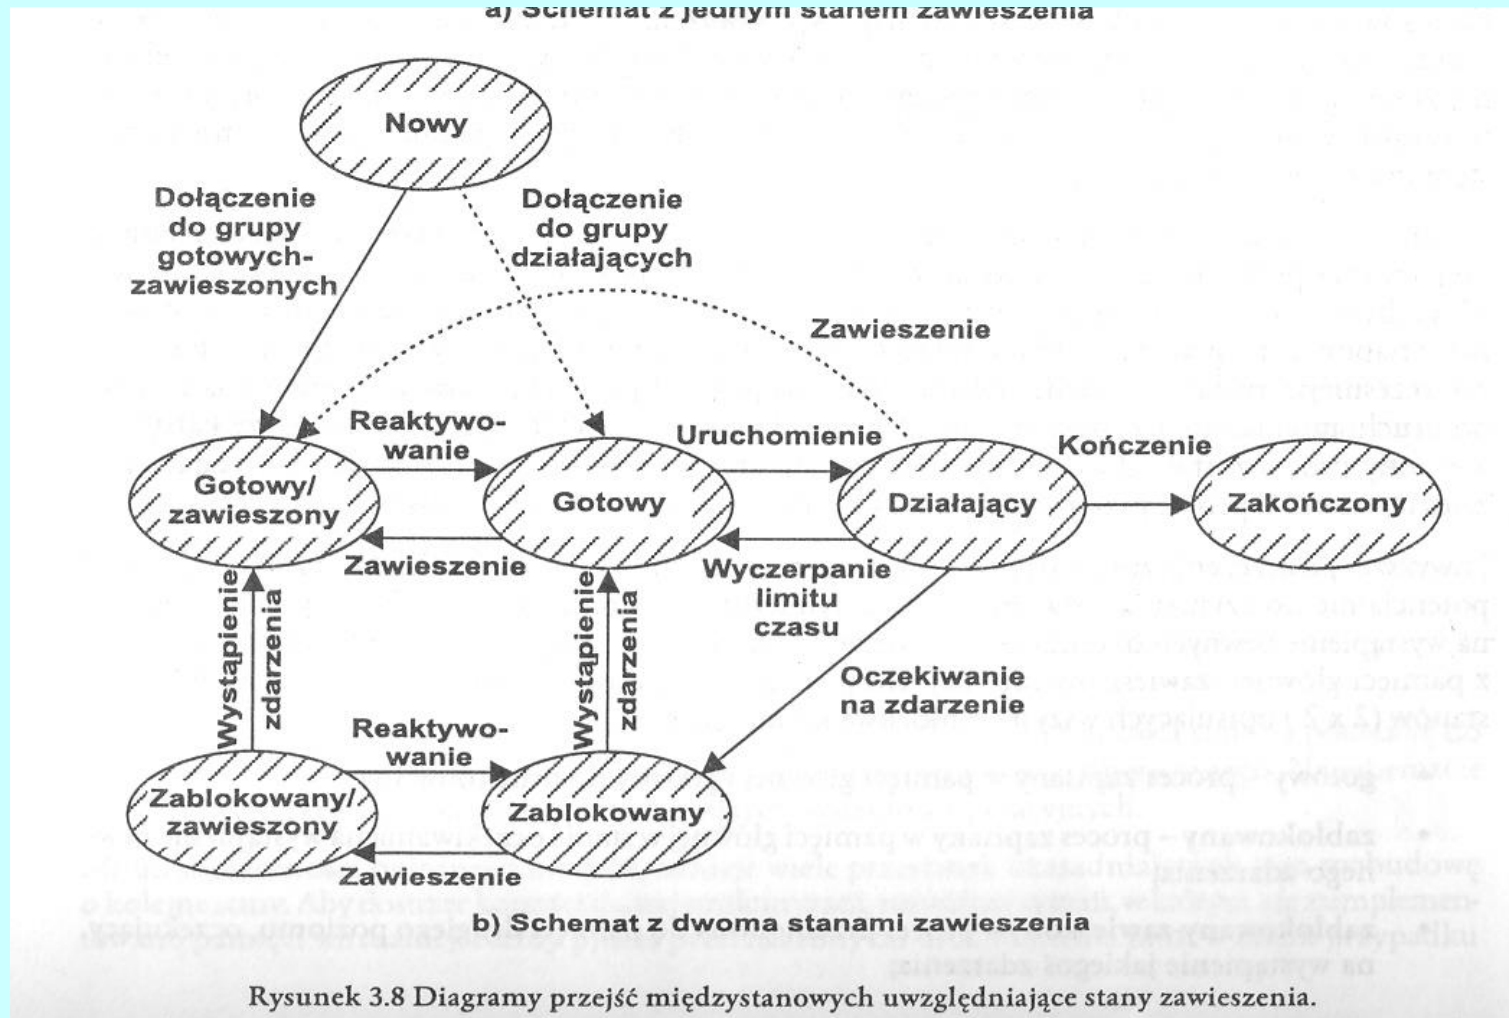 a) Schemat z jednym stanem zawieszenia
Nowy
Dołączenie
do grupy
gotowych-
zawieszonych
Dołączenie
do grupy
działających
Zawieszenie
Reaktywo-
wanie
Uruchomienie
Kończenie
Gotowy/
zawieszony
Gotowy
Działający
Zakończony
Zawieszenie
Wyczerpanie
limitu
czasu
Wystąpienie
zdarzenia
Wystąpienie
zdarzenia
Oczekiwanie
na zdarzenie
Reaktywo-
wanie
Zablokowany/
zawieszony
Zablokowany
Zawieszenie
b) Schemat z dwoma stanami zawieszenia
Rysunek 3.8 Diagramy przejść międzystanowych uwzględniające stany zawieszenia.